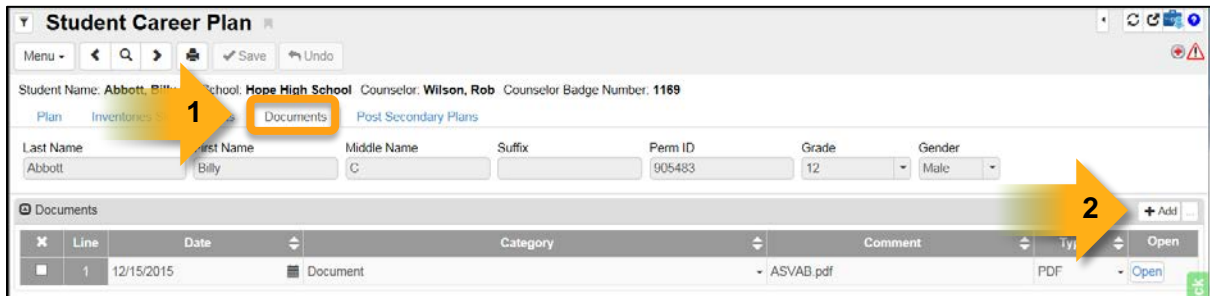 Student Career Plan
Menu Save Undo
Student Name: Abbott, Billy School: Hope High School Counselor: Wilson, Rob Counselor Badge Number: 1169
1
2
Plan Documents Post Secondary Plans
Last Name First Name Middle Name Suffix Perm ID Grade Gender
Abbott Billy C 905483 12 Male
Documents
+ Add ...
Line Date Category Comment Open
1 12/15/2015 Document ASVAB.pdf PDF Open